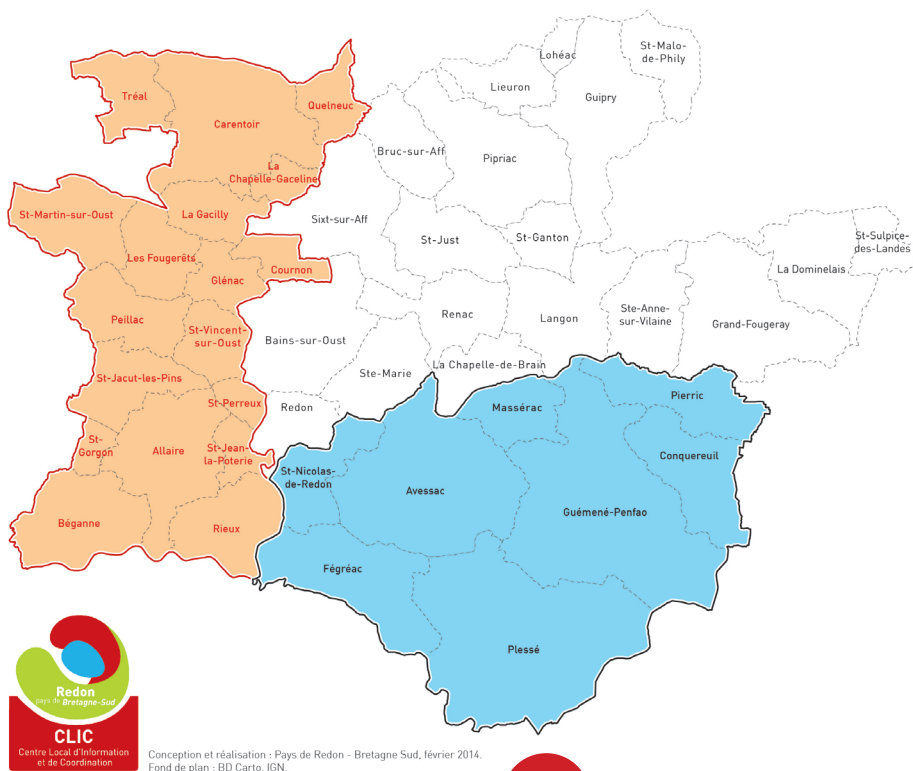 Lohéac
St-Malo-
de-Phily
Tréal
Quelneuc
Lieuron
Guipry
Carentoir
Bruc-sur-Aff
Pipriac
La
Chapelle-Gaceline
St-Martin-sur-Oust
La Gacilly
Sixt-sur-Aff
St-Just
St-Ganton
St-Sulpice-
des-Landes
Les Fougerêts
Glénac
Cournon
La Dominelais
Peillac
St-Vincent-
sur-Oust
Bains-sur-Oust
Renac
Langon
Ste-Anne-
sur-Vilaine
Grand-Fougeray
St-Jacut-les-Pins
Ste-Marie
La Chapelle-de-Brain
St-Perreux
Redon
Massérac
Pierric
St-
Gorgon
Allaire
St-Jean-
la-Poterie
St-Nicolas-
de-Redon
Avessac
Conquereuil
Guémené-Penfao
Béganne
Rieux
Fégréac
Plessé
Redon
pays de Bretagne-Sud
CLIC
Centre Local d'Information
et de Coordination
Conception et réalisation : Pays de Redon - Bretagne Sud, février 2014.
Fond de plan : BD Carto, IGN.